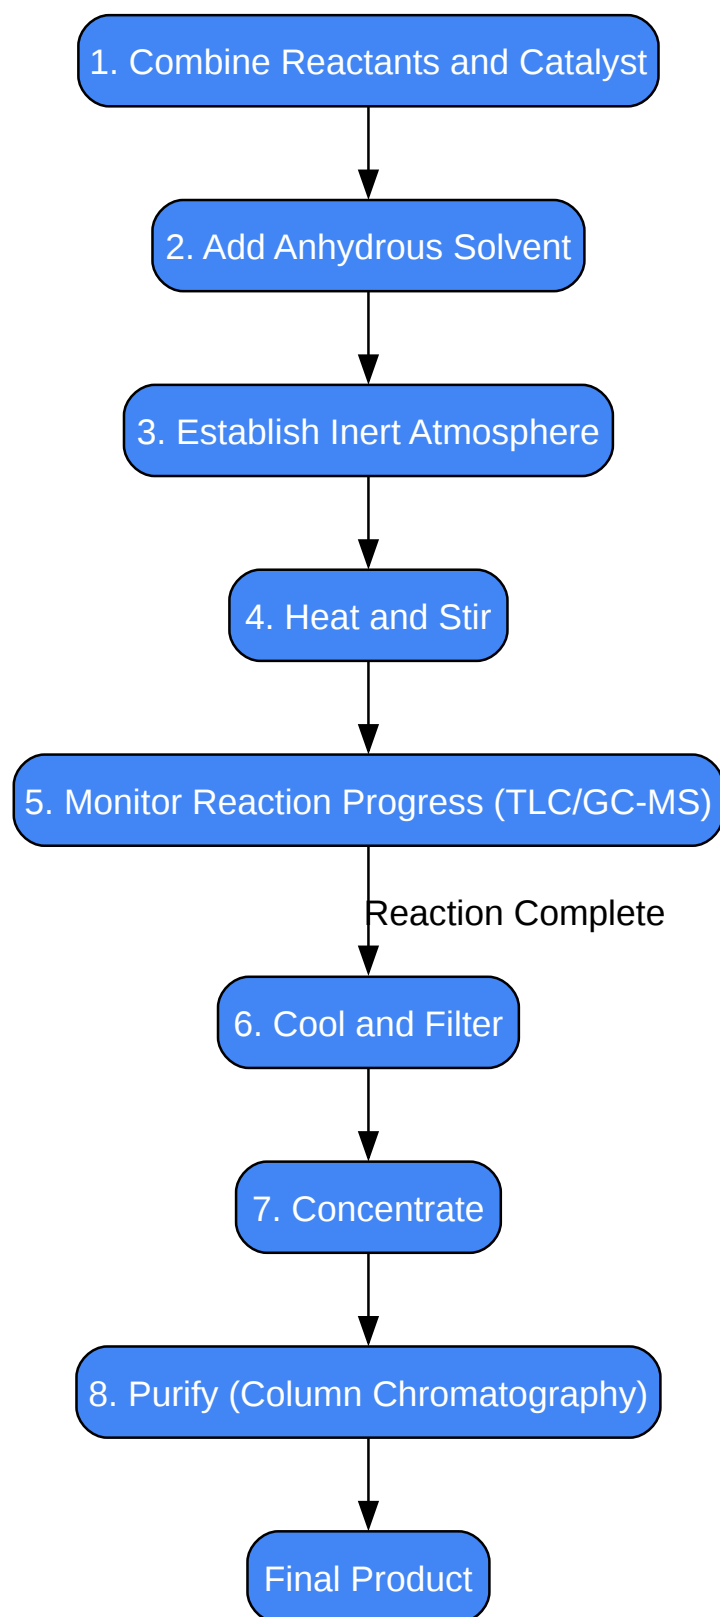 1. Combine Reactants and Catalyst
2. Add Anhydrous Solvent
3. Establish Inert Atmosphere
4. Heat and Stir
5. Monitor Reaction Progress (TLC/GC-MS)
Reaction Complete
6. Cool and Filter
7. Concentrate
8. Purify (Column Chromatography)
Final Product